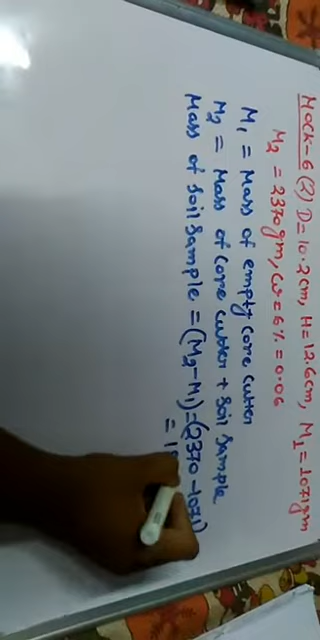 MOCK-6 (2) D=10.2cm, H=12.6cm, M1=1071gm
M2 = 2370gm, ω=6% = 0.06
M1 = Mass of empty core cutter
M2 = Mass of core cutter + Soil Sample
Mass of Soil Sample = (M2-M1)=(2370-1071)
= 1